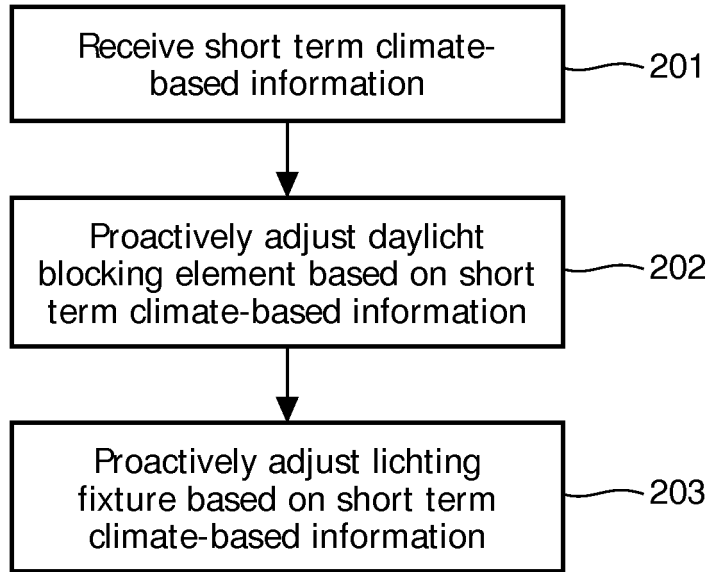 Receive short term climate-
based information
201
Proactively adjust daylicht
blocking element based on short
term climate-based information
202
Proactively adjust lichting
fixture based on short term
climate-based information
203